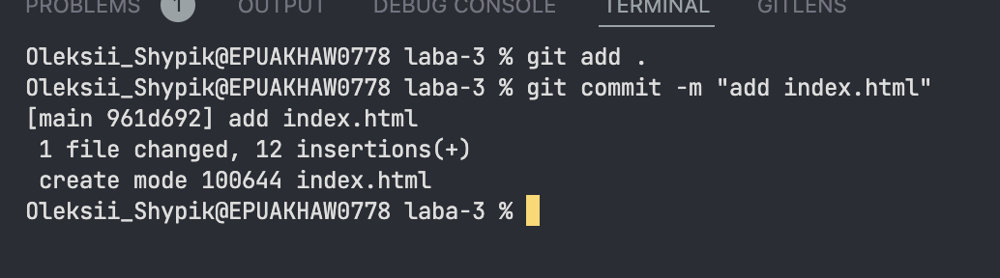 PROBLEMS 1 OUTPUT DEBUG CONSOLE TERMINAL GITLENS
Oleksii_Shypik@EPUAKHAW0778 laba-3 % git add .
Oleksii_Shypik@EPUAKHAW0778 laba-3 % git commit -m "add index.html"
[main 961d692] add index.html
 1 file changed, 12 insertions(+)
 create mode 100644 index.html
Oleksii_Shypik@EPUAKHAW0778 laba-3 %